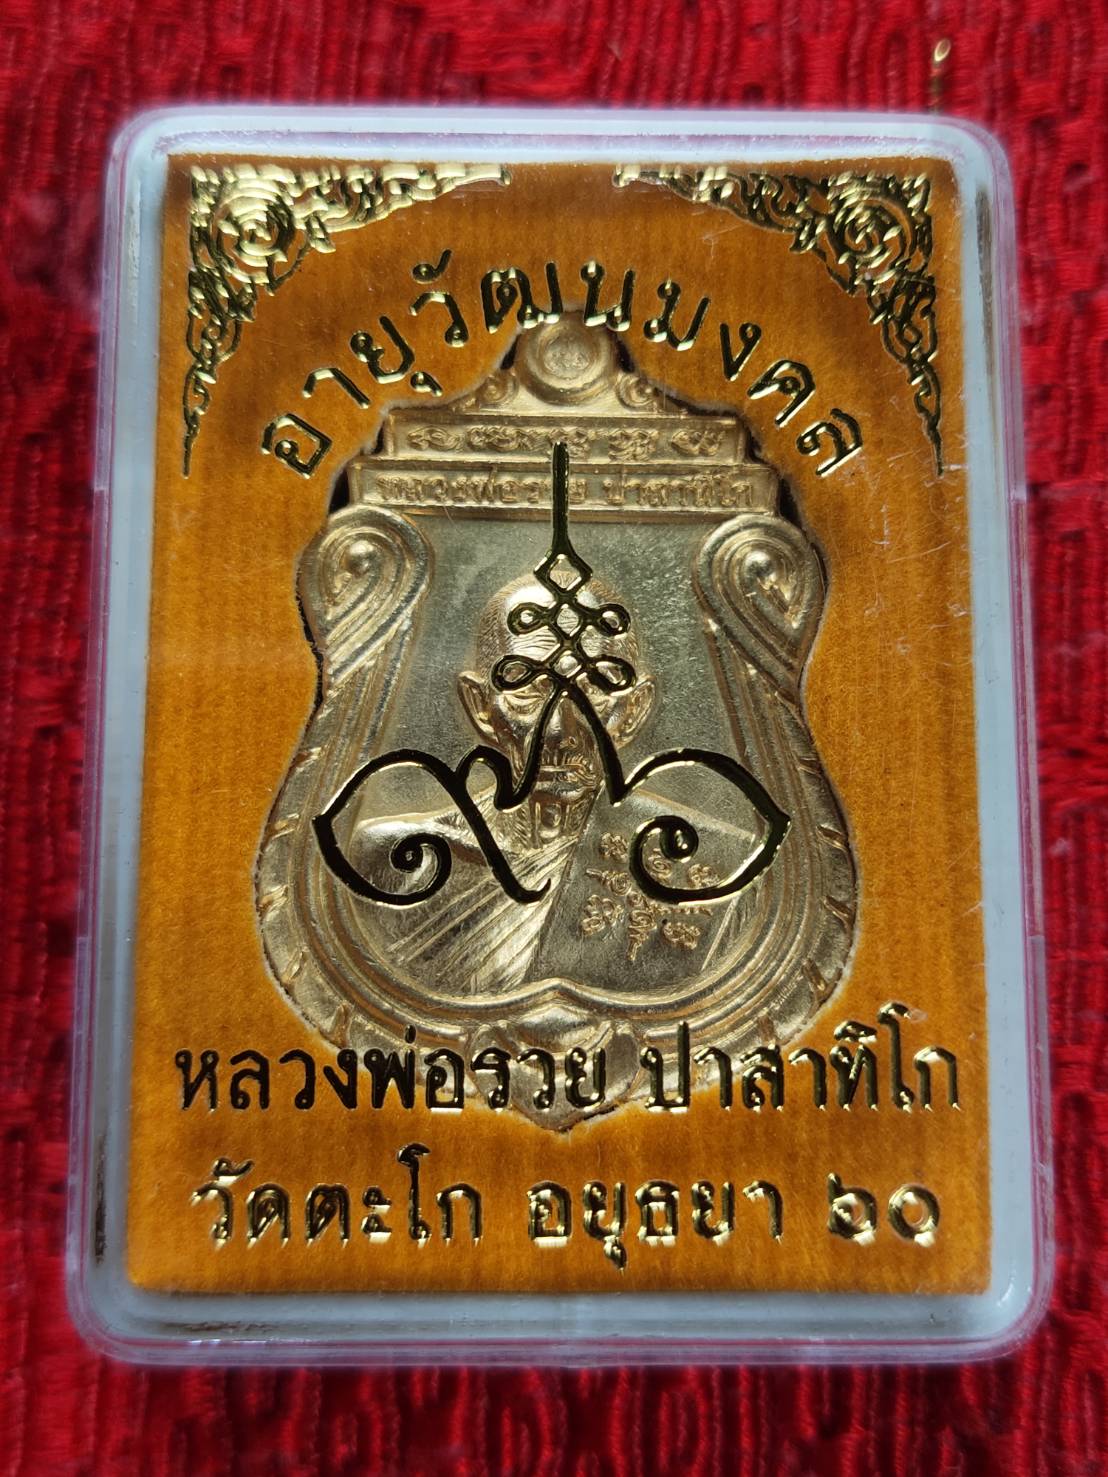 อายุวัฒนมงคล
หลวงพ่อรวย ปาสาทิโก
หลวงพ่อรวย ปาสาทิโก
วัดตะโก อยุธยา ๖๐